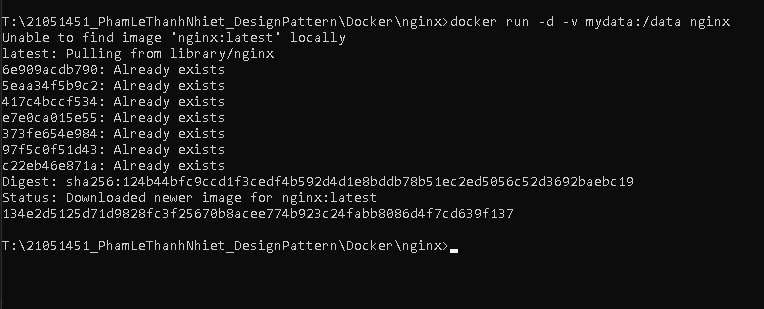 T:\21051451_PhamLeThanhNhiet_DesignPattern\Docker\nginx>docker run -d -v mydata:/data nginx
Unable to find image 'nginx:latest' locally
latest: Pulling from library/nginx
6e909acdb790: Already exists
5eaa34f5b9c2: Already exists
417c4bccf534: Already exists
e7e0ca015e55: Already exists
373fe654e984: Already exists
97f5c0f51d43: Already exists
c22eb46e871a: Already exists
Digest: sha256:124b44bfc9ccd1f3cedf4b592d4d1e8bddb78b51ec2ed5056c52d3692baebc19
Status: Downloaded newer image for nginx:latest
134e2d5125d71d9828fc3f25670b8acee774b923c24fabb8086d4f7cd639f137
T:\21051451_PhamLeThanhNhiet_DesignPattern\Docker\nginx>